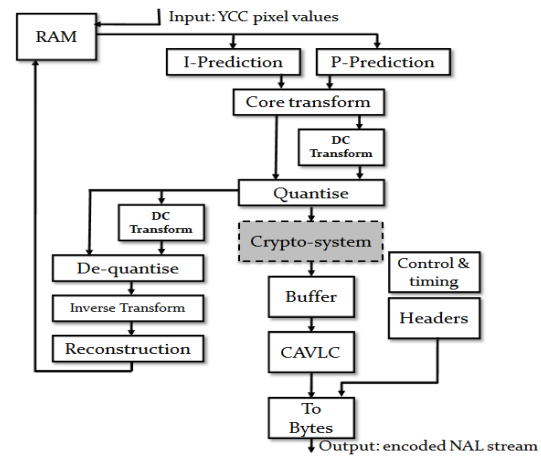 Input: YCC pixel values
RAM
I-Prediction
P-Prediction
Core transform
DC
Transform
Quantise
DC
Transform
Crypto-system
De-quantise
Control &
timing
Buffer
Inverse Transform
Headers
Reconstruction
CAVLC
To
Bytes
Output: encoded NAL stream